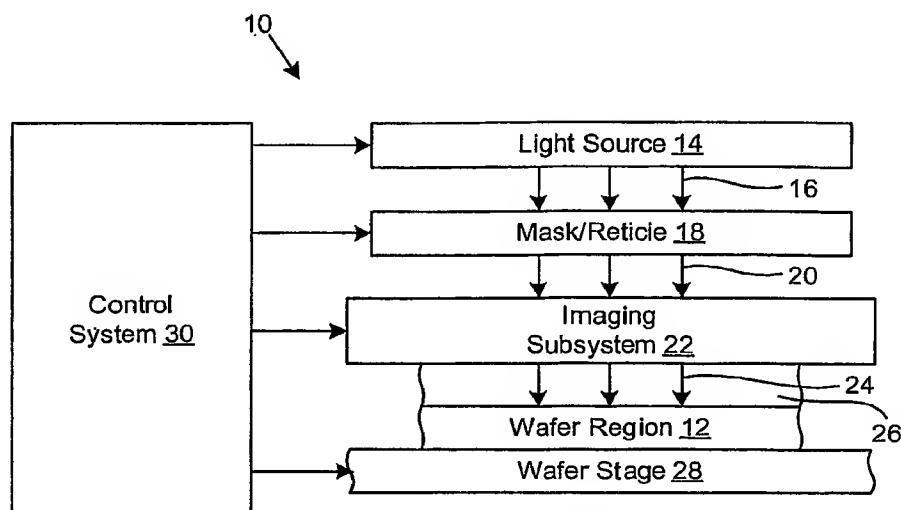 10
Light Source 14
16
Mask/Reticle 18
20
Control
System 30
Imaging
Subsystem 22
24
26
Wafer Region 12
Wafer Stage 28